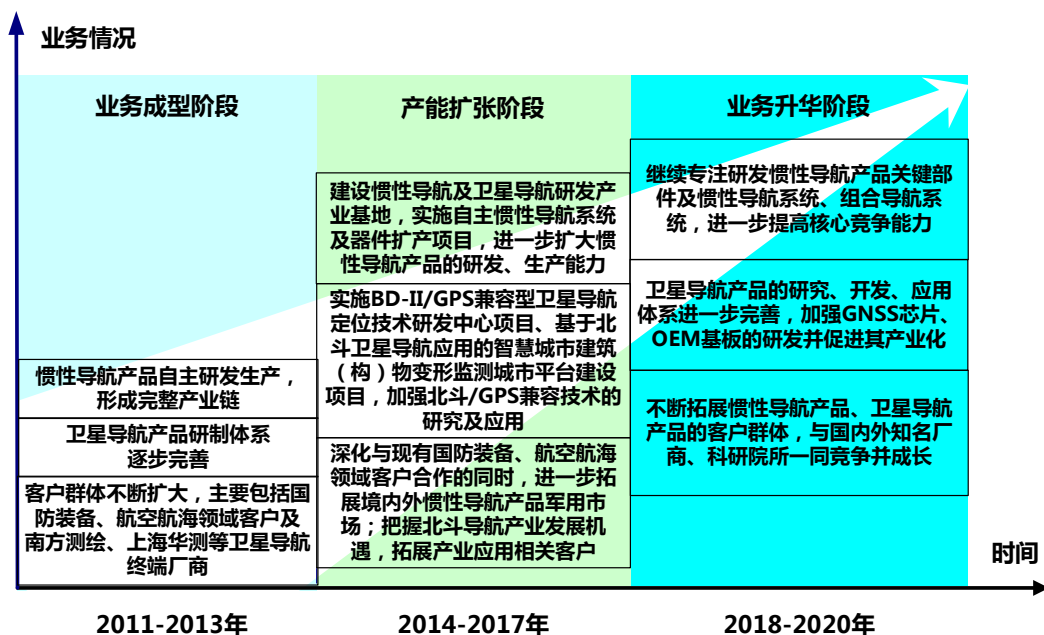 业务情况
业务成型阶段
惯性导航产品自主研发生产，
形成完整产业链
卫星导航产品研制体系
逐步完善
客户群体不断扩大，主要包括国
防装备、航空航海领域客户及
南方测绘、上海华测等卫星导航
终端厂商
产能扩张阶段
建设惯性导航及卫星导航研发产
业基地，实施自主惯性导航系统
及器件扩产项目，进一步扩大惯
性导航产品的研发、生产能力
实施BD-II/GPS兼容型卫星导航
定位技术研发中心项目、基于北
斗卫星导航应用的智慧城市建筑
（构）物变形监测城市平台建设
项目，加强北斗/GPS兼容技术的
研究及应用
深化与现有国防装备、航空航海
领域客户合作的同时，进一步拓
展境内外惯性导航产品军用市
场；把握北斗导航产业发展机
遇，拓展产业应用相关客户
业务升华阶段
继续专注研发惯性导航产品关键部
件及惯性导航系统、组合导航系
统，进一步提高核心竞争能力
卫星导航产品的研究、开发、应用
体系进一步完善，加强GNSS芯片、
OEM基板的研发并促进其产业化
不断拓展惯性导航产品、卫星导航
产品的客户群体，与国内外知名厂
商、科研院所一同竞争并成长
时间
2011-2013年
2014-2017年
2018-2020年